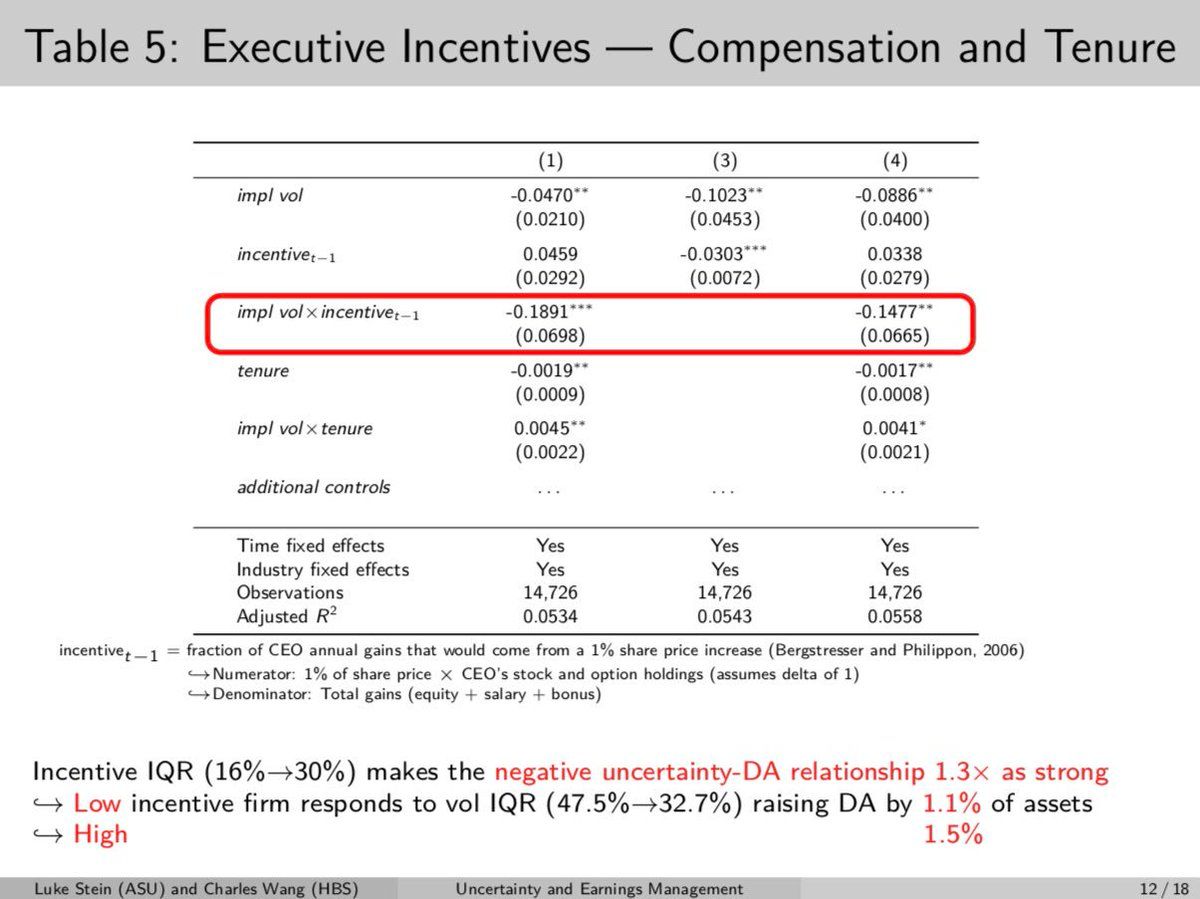 Table 5: Executive Incentives — Compensation and Tenure
(1) (3) (4)
impl vol -0.0470** -0.1023** -0.0886**
(0.0210) (0.0453) (0.0400)
incentive_{t−1} 0.0459 -0.0303*** 0.0338
(0.0292) (0.0072) (0.0279)
impl vol×incentive_{t−1} -0.1891*** -0.1477**
(0.0698) (0.0665)
tenure -0.0019** -0.0017**
(0.0009) (0.0008)
impl vol×tenure 0.0045** 0.0041*
(0.0022) (0.0021)
additional controls ... ... ...
Time fixed effects Yes Yes Yes
Industry fixed effects Yes Yes Yes
Observations 14,726 14,726 14,726
Adjusted R² 0.0534 0.0543 0.0558
incentive_{t−1} = fraction of CEO annual gains that would come from a 1% share price increase (Bergstresser and Philippon, 2006)
↪Numerator: 1% of share price × CEO's stock and option holdings (assumes delta of 1)
↪Denominator: Total gains (equity + salary + bonus)
Incentive IQR (16%→30%) makes the negative uncertainty-DA relationship 1.3× as strong
↪ Low incentive firm responds to vol IQR (47.5%→32.7%) raising DA by 1.1% of assets
↪ High 1.5%
Luke Stein (ASU) and Charles Wang (HBS) Uncertainty and Earnings Management 12 / 18